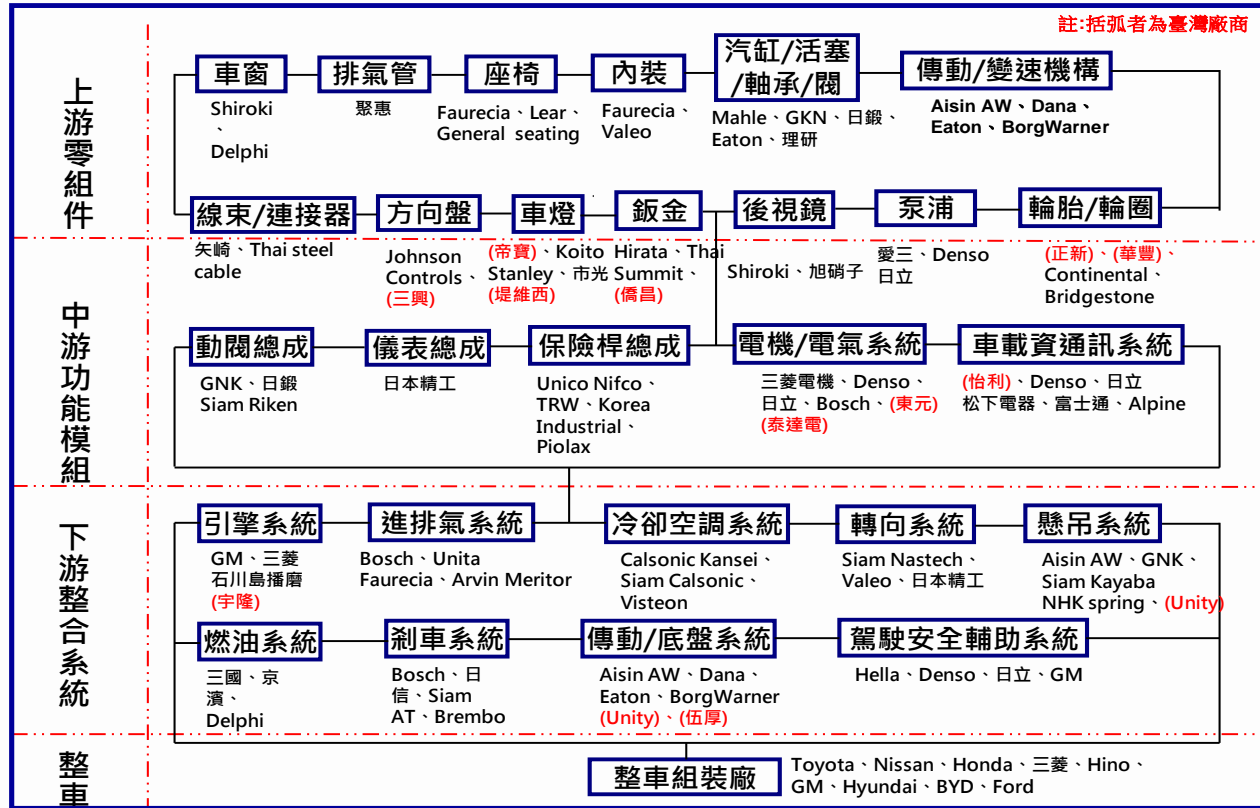 註:括弧者為臺灣廠商
上游零組件
車窗
Shiroki
、
Delphi
排氣管
聚惠
座椅
Faurecia、Lear、
General seating
內裝
Faurecia、
Valeo
汽缸/活塞
/軸承/閥
Mahle、GKN、日鍛、
Eaton、理研
傳動/變速機構
Aisin AW、Dana、
Eaton、BorgWarner
線束/連接器
矢崎、Thai steel
cable
方向盤
Johnson
Controls、
(三興)
車燈
(帝寶)、Koito
Stanley、市光
(堤維西)
鈑金
Hirata、Thai
Summit、
(僑昌)
後視鏡
Shiroki、旭硝子
泵浦
愛三、Denso
日立
輪胎/輪圈
(正新)、(華豐)、
Continental、
Bridgestone
中游功能模組
動閥總成
GNK、日鍛
Siam Riken
儀表總成
日本精工
保險桿總成
Unico Nifco、
TRW、Korea
Industrial、
Piolax
電機/電氣系統
三菱電機、Denso、
日立、Bosch、(東元)
(泰達電)
車載資通訊系統
(怡利)、Denso、日立
松下電器、富士通、Alpine
下游整合系統
引擎系統
GM、三菱
石川島播磨
(宇隆)
進排氣系統
Bosch、Unita
Faurecia、Arvin Meritor
冷卻空調系統
Calsonic Kansei、
Siam Calsonic、
Visteon
轉向系統
Siam Nastech、
Valeo、日本精工
懸吊系統
Aisin AW、GNK、
Siam Kayaba
NHK spring、(Unity)
燃油系統
三國、京
濱、
Delphi
剎車系統
Bosch、日
信、Siam
AT、Brembo
傳動/底盤系統
Aisin AW、Dana、
Eaton、BorgWarner
(Unity)、(伍厚)
駕駛安全輔助系統
Hella、Denso、日立、GM
整車
整車組裝廠
Toyota、Nissan、Honda、三菱、Hino、
GM、Hyundai、BYD、Ford